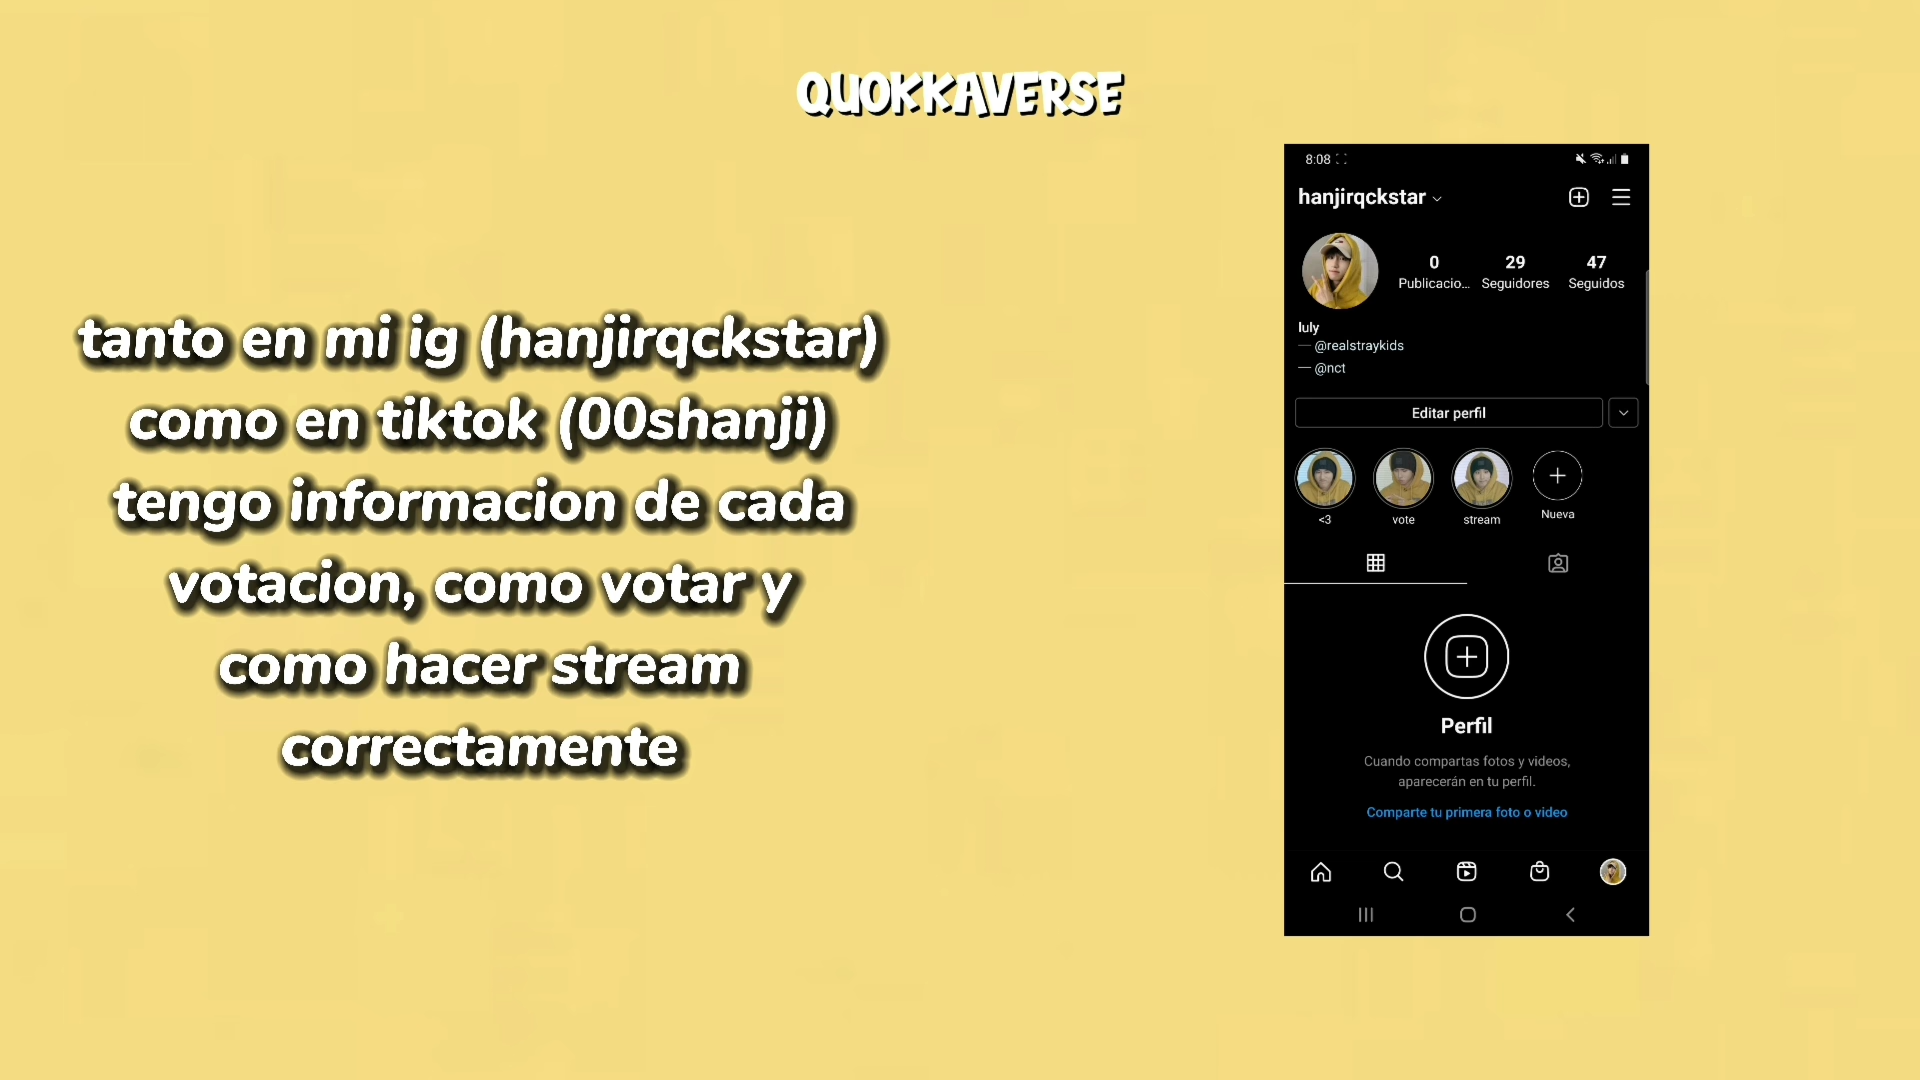 QUOKKAVERSE
tanto en mi ig (hanjirqckstar)
como en tiktok (00shanji)
tengo informacion de cada
votacion, como votar y
como hacer stream
correctamente
8:08
hanjirqckstar
0 29 47
Publicacio... Seguidores Seguidos
luly
— @realstraykids
— @nct
Editar perfil
<3 vote stream Nueva
Perfil
Cuando compartas fotos y videos,
aparecerán en tu perfil.
Comparte tu primera foto o video